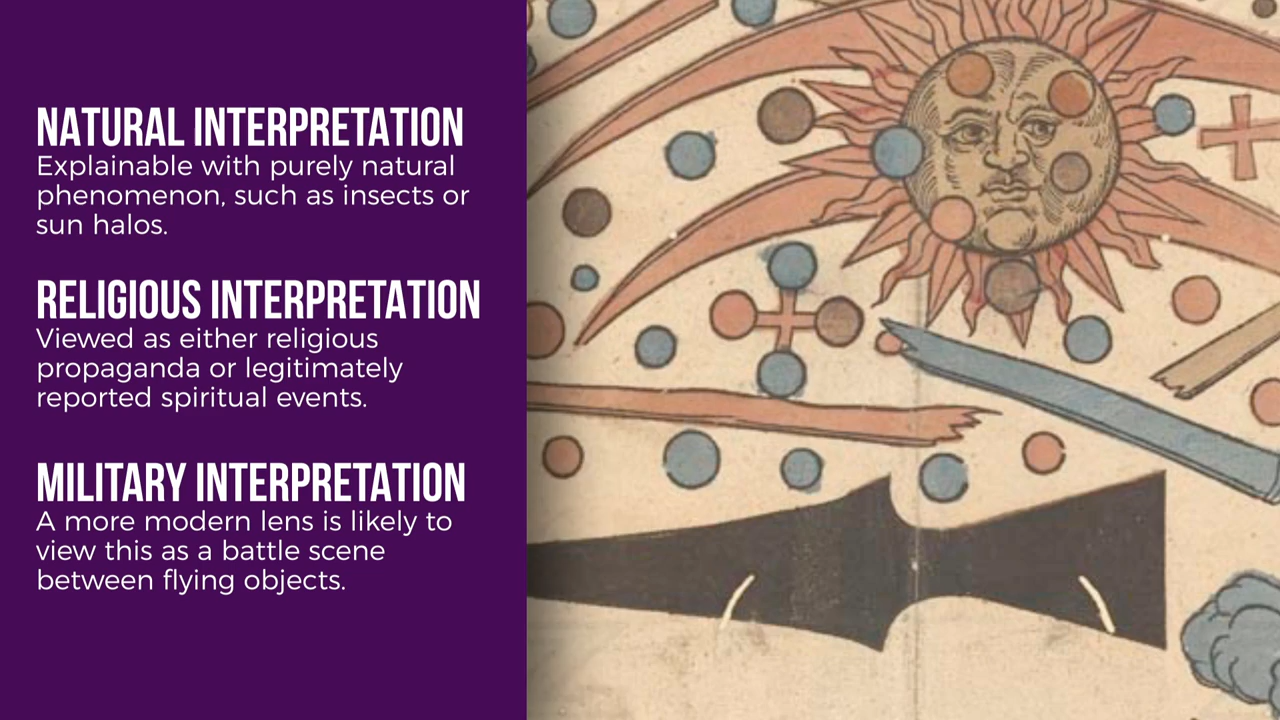 NATURAL INTERPRETATION
Explainable with purely natural
phenomenon, such as insects or
sun halos.
RELIGIOUS INTERPRETATION
Viewed as either religious
propaganda or legitimately
reported spiritual events.
MILITARY INTERPRETATION
A more modern lens is likely to
view this as a battle scene
between flying objects.